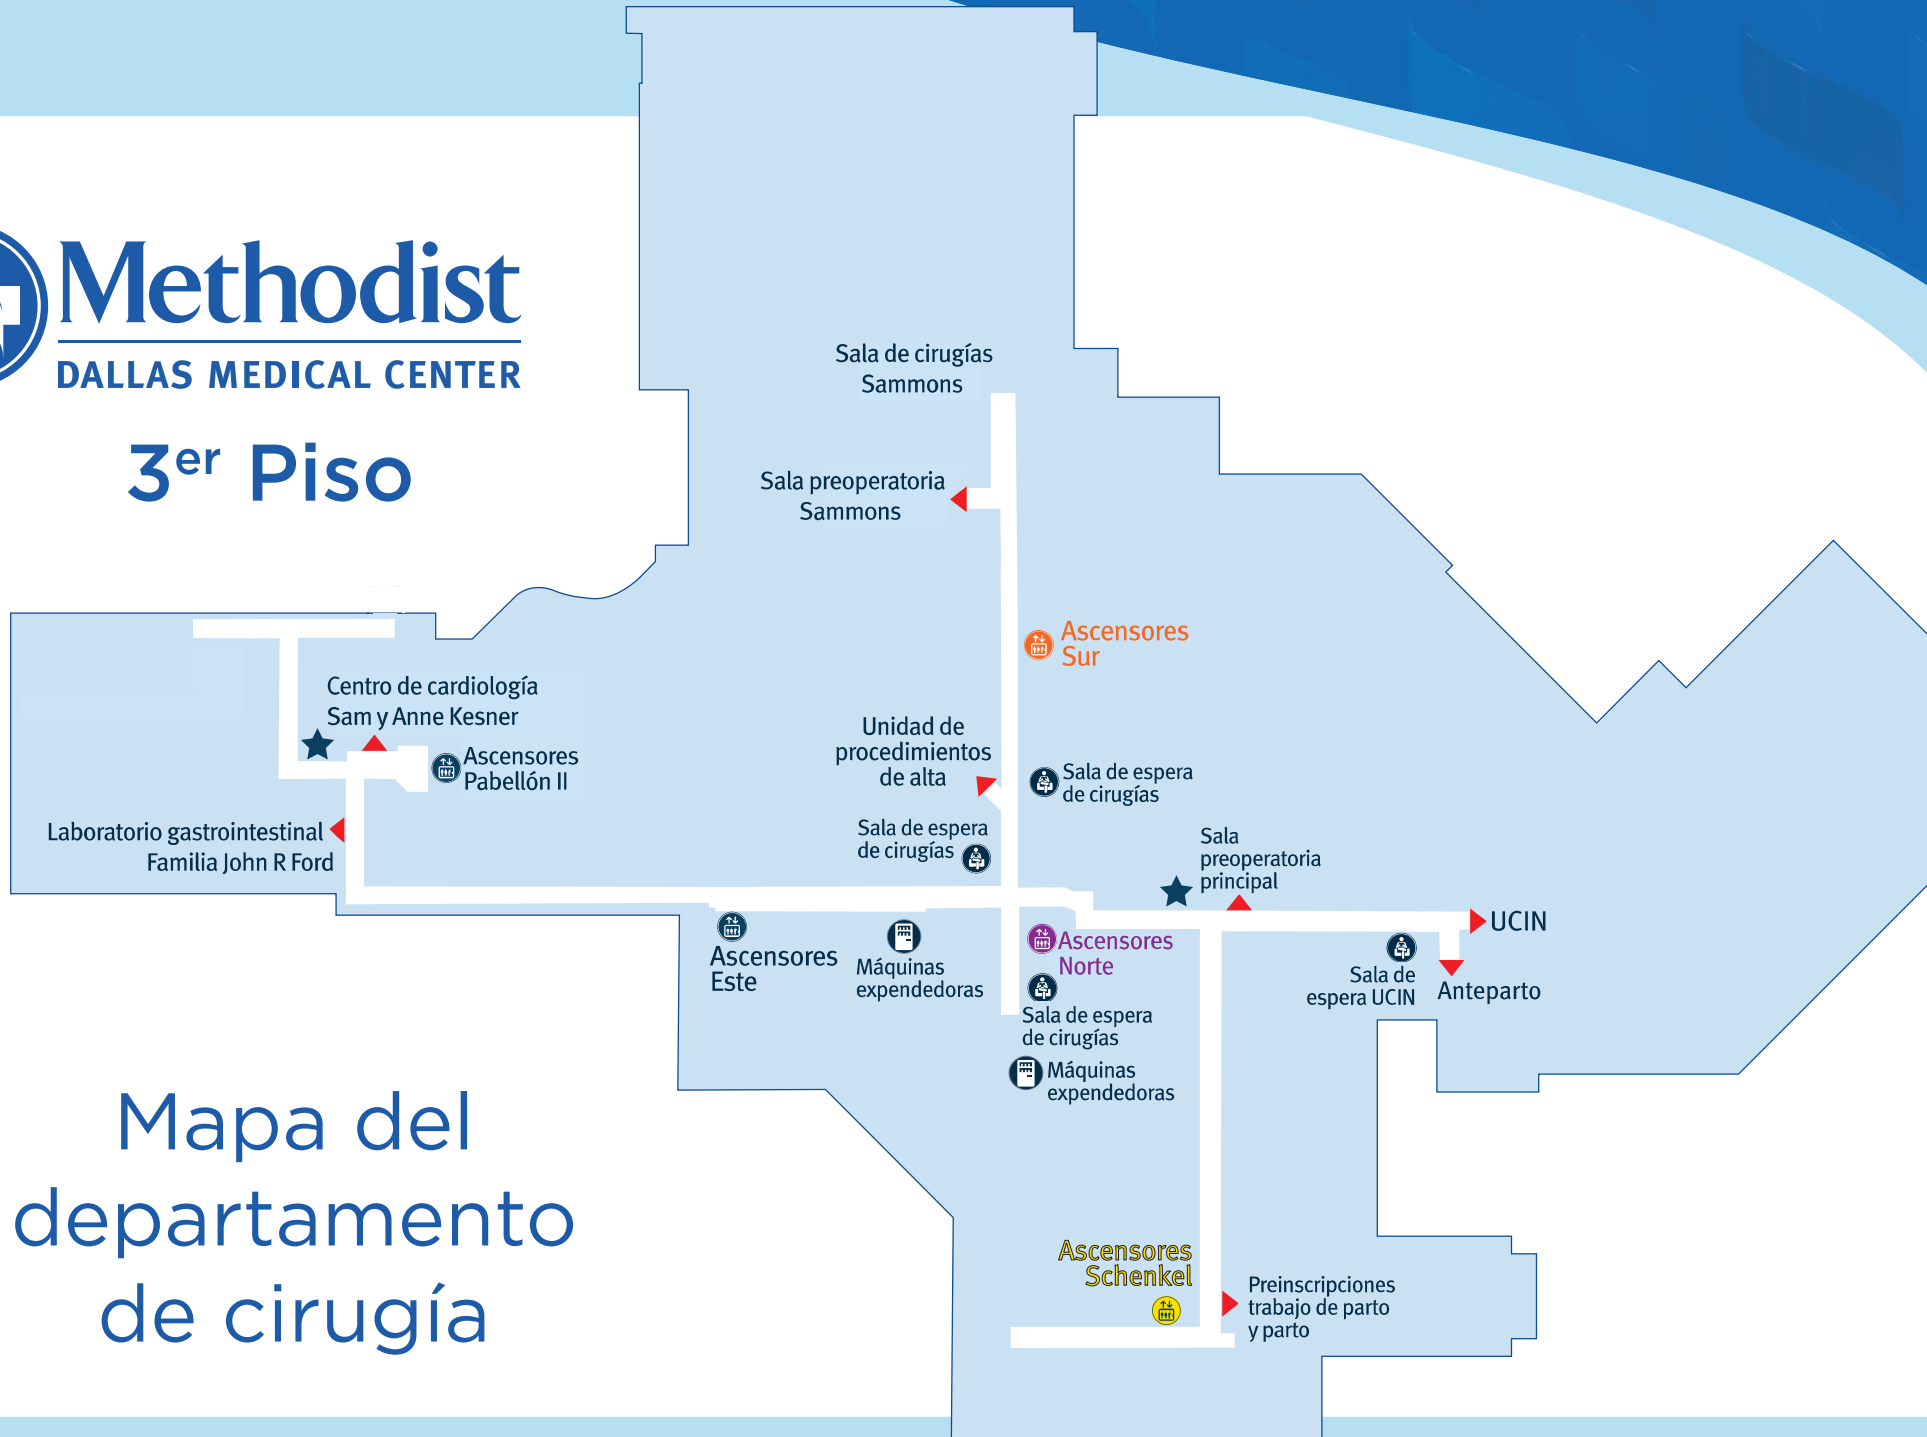 Methodist
DALLAS MEDICAL CENTER
3er Piso
Sala de cirugías
Sammons
Sala preoperatoria
Sammons
Ascensores
Sur
Centro de cardiología
Sam y Anne Kesner
Ascensores
Pabellón II
Unidad de
procedimientos
de alta
Sala de espera
de cirugías
Laboratorio gastrointestinal
Familia John R Ford
Sala de espera
de cirugías
Sala
preoperatoria
principal
UCIN
Ascensores
Este
Máquinas
expendedoras
Ascensores
Norte
Sala de espera
de cirugías
Máquinas
expendedoras
Sala de
espera UCIN
Anteparto
Mapa del
departamento
de cirugía
Ascensores
Schenkel
Preinscripciones
trabajo de parto
y parto